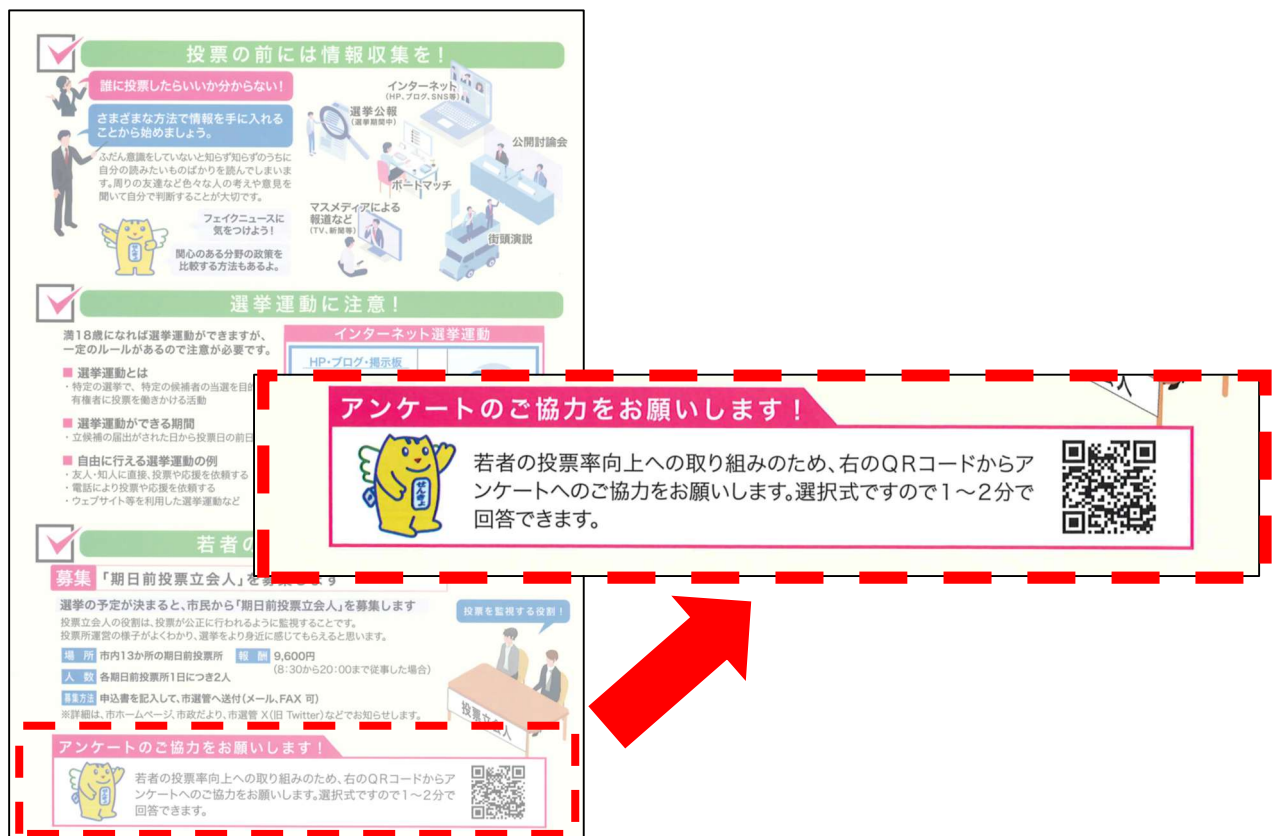 投票の前には情報収集を！
誰に投票したらいいか分からない！
さまざまな方法で情報を手に入れる
ことから始めましょう。
ふだん意識をしていないと知らず知らずのうちに
自分の読みたいものばかりを読んでしまいま
す。周りの友達など色々な人の考えや意見を
聞いて自分で判断することが大切です。
フェイクニュースに
気をつけよう！
関心のある分野の政策を
比較する方法もあるよ。
せんきょ
インターネット
（HP、ブログ、SNS等）
選挙公報
（選挙期間中）
公開討論会
ボートマッチ
マスメディアによる
報道など
（TV、新聞等）
街頭演説
選挙運動に注意！
満18歳になれば選挙運動ができますが、
一定のルールがあるので注意が必要です。
■ 選挙運動とは
・特定の選挙で、特定の候補者の当選を目的
有権者に投票を働きかける活動
■ 選挙運動ができる期間
・立候補の届出がされた日から投票日の前日
■ 自由に行える選挙運動の例
・友人・知人に直接、投票や応援を依頼する
・電話により投票や応援を依頼する
・ウェブサイト等を利用した選挙運動など
インターネット選挙運動
HP・ブログ・掲示板
アンケートのご協力をお願いします！
若者の投票率向上への取り組みのため、右のQRコードからア
ンケートへのご協力をお願いします。選択式ですので1～2分で
回答できます。
せんきょ
人
若者の
募集 「期日前投票立会人」を募集します
選挙の予定が決まると、市民から「期日前投票立会人」を募集します
投票立会人の役割は、投票が公正に行われるように監視することです。
投票所運営の様子がよくわかり、選挙をより身近に感じてもらえると思います。
場 所 市内13か所の期日前投票所 報 酬 9,600円
（8：30から20：00まで従事した場合）
人 数 各期日前投票所1日につき2人
募集方法 申込書を記入して、市選管へ送付（メール、FAX 可）
※詳細は、市ホームページ、市政だより、市選管 X（旧 Twitter）などでお知らせします。
投票を監視する役割！
投票立会人
アンケートのご協力をお願いします！
若者の投票率向上への取り組みのため、右のQRコードからア
ンケートへのご協力をお願いします。選択式ですので1～2分で
回答できます。
せんきょ